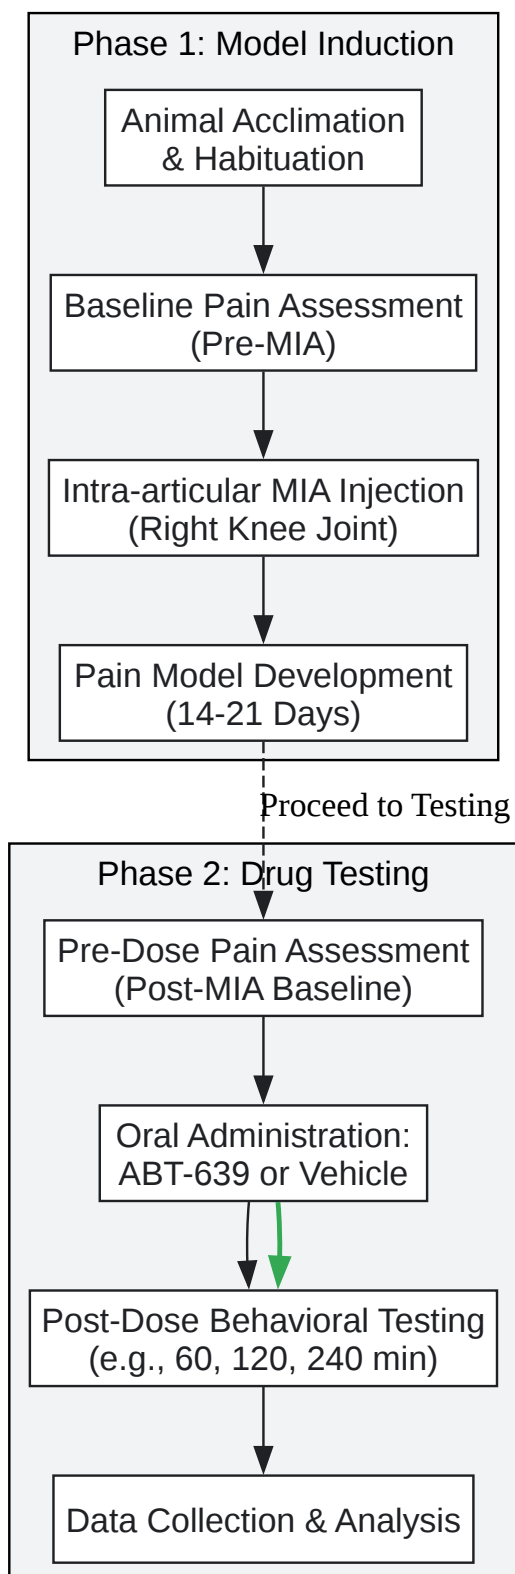 Phase 1: Model Induction
Animal Acclimation
& Habituation
Baseline Pain Assessment
(Pre-MIA)
Intra-articular MIA Injection
(Right Knee Joint)
Pain Model Development
(14-21 Days)
Proceed to Testing
Phase 2: Drug Testing
Pre-Dose Pain Assessment
(Post-MIA Baseline)
Oral Administration:
ABT-639 or Vehicle
Post-Dose Behavioral Testing
(e.g., 60, 120, 240 min)
Data Collection & Analysis